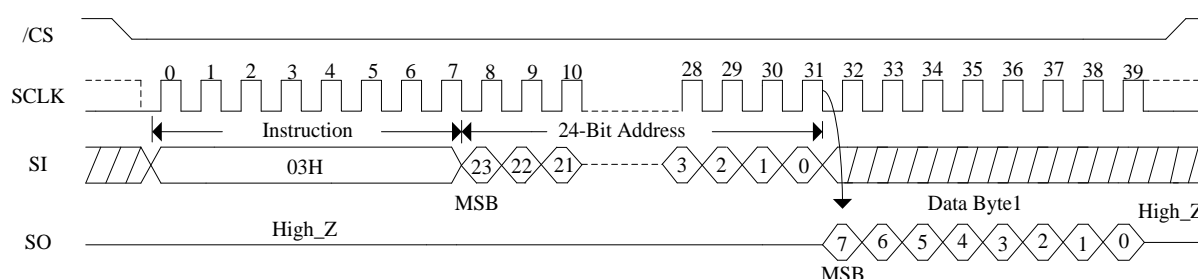 /CS
0 1 2 3 4 5 6 7 8 9 10 28 29 30 31 32 33 34 35 36 37 38 39
SCLK
Instruction 24-Bit Address
SI 03H 23 22 21 3 2 1 0
MSB Data Byte1 High_Z
High_Z
SO 7 6 5 4 3 2 1 0
MSB